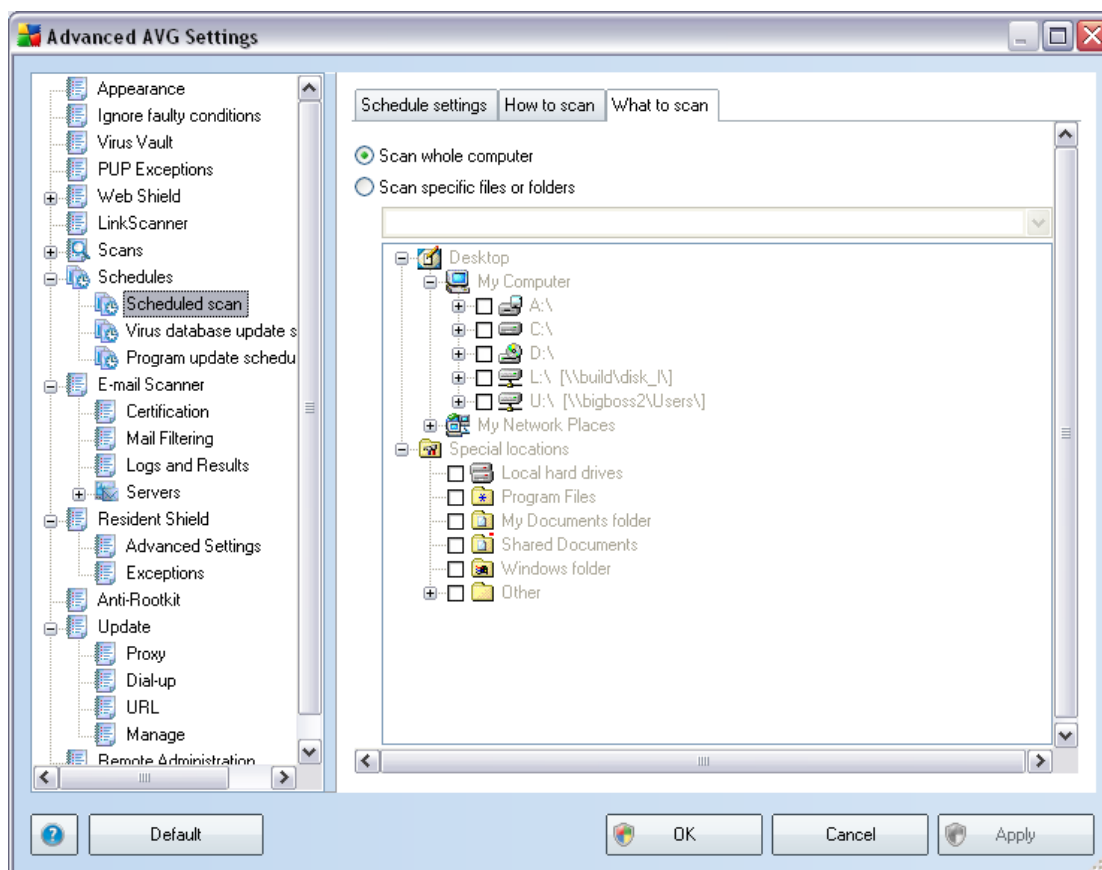 Advanced AVG Settings
Appearance
Ignore faulty conditions
Virus Vault
PUP Exceptions
Web Shield
LinkScanner
Scans
Schedules
Scheduled scan
Virus database update s
Program update schedu
E-mail Scanner
Certification
Mail Filtering
Logs and Results
Servers
Resident Shield
Advanced Settings
Exceptions
Anti-Rootkit
Update
Proxy
Dial-up
URL
Manage
Remote Administration
Schedule settings
How to scan
What to scan
Scan whole computer
Scan specific files or folders
Desktop
My Computer
A:\
C:\
D:\
L:\ [\\build\disk_l\]
U:\ [\\bigboss2\Users\]
My Network Places
Special locations
Local hard drives
Program Files
My Documents folder
Shared Documents
Windows folder
Other
Default
OK
Cancel
Apply